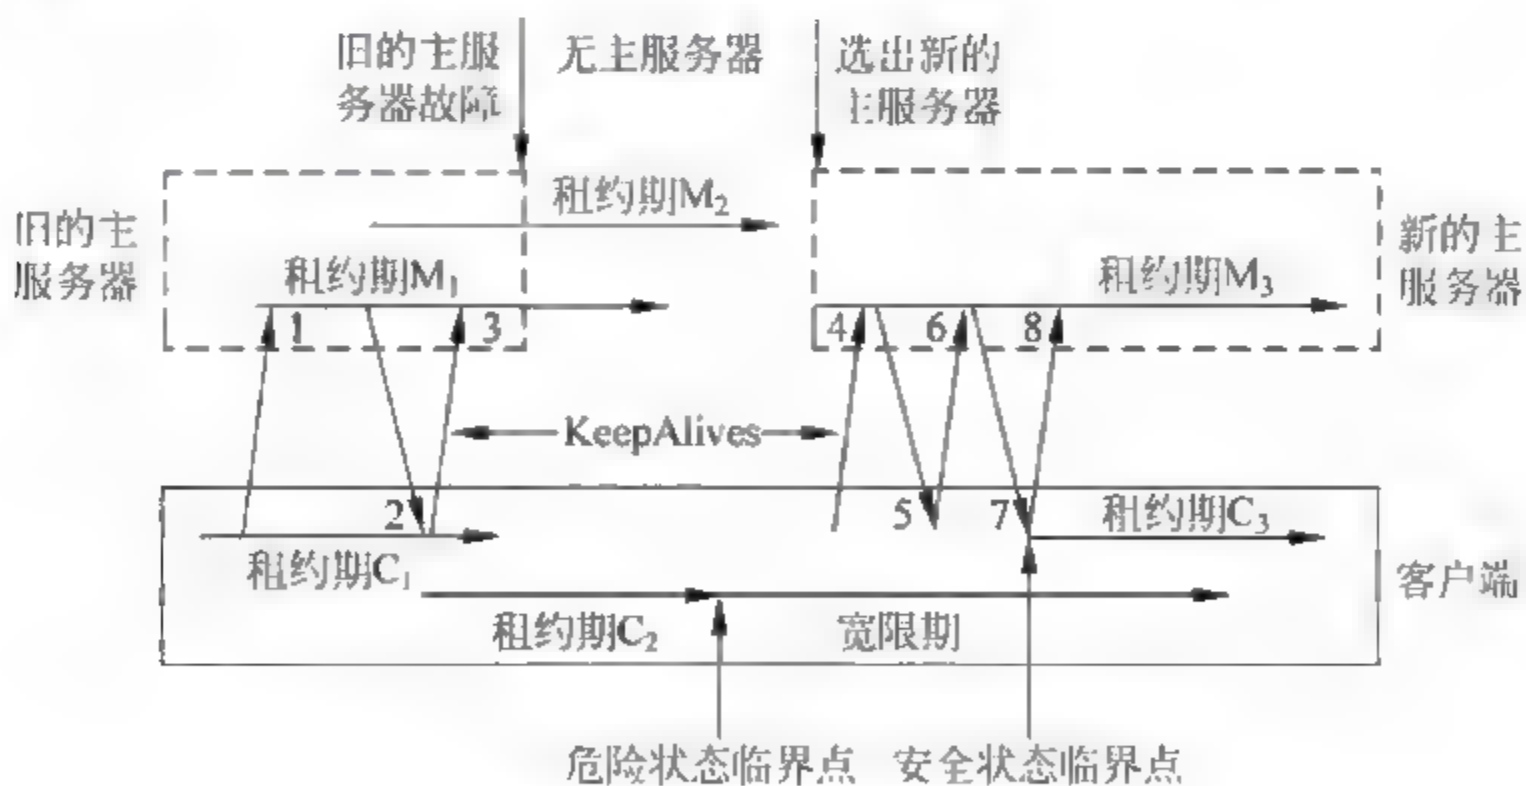 旧的主服
务器故障
无主服务器
选出新的
主服务器
旧的主
服务器
租约期M₂
租约期M₁
租约期M₃
新的主
服务器
1
3
4
6
8
KeepAlives
2
5
7
租约期C₃
租约期C₁
客户端
租约期C₂
宽限期
危险状态临界点
安全状态临界点